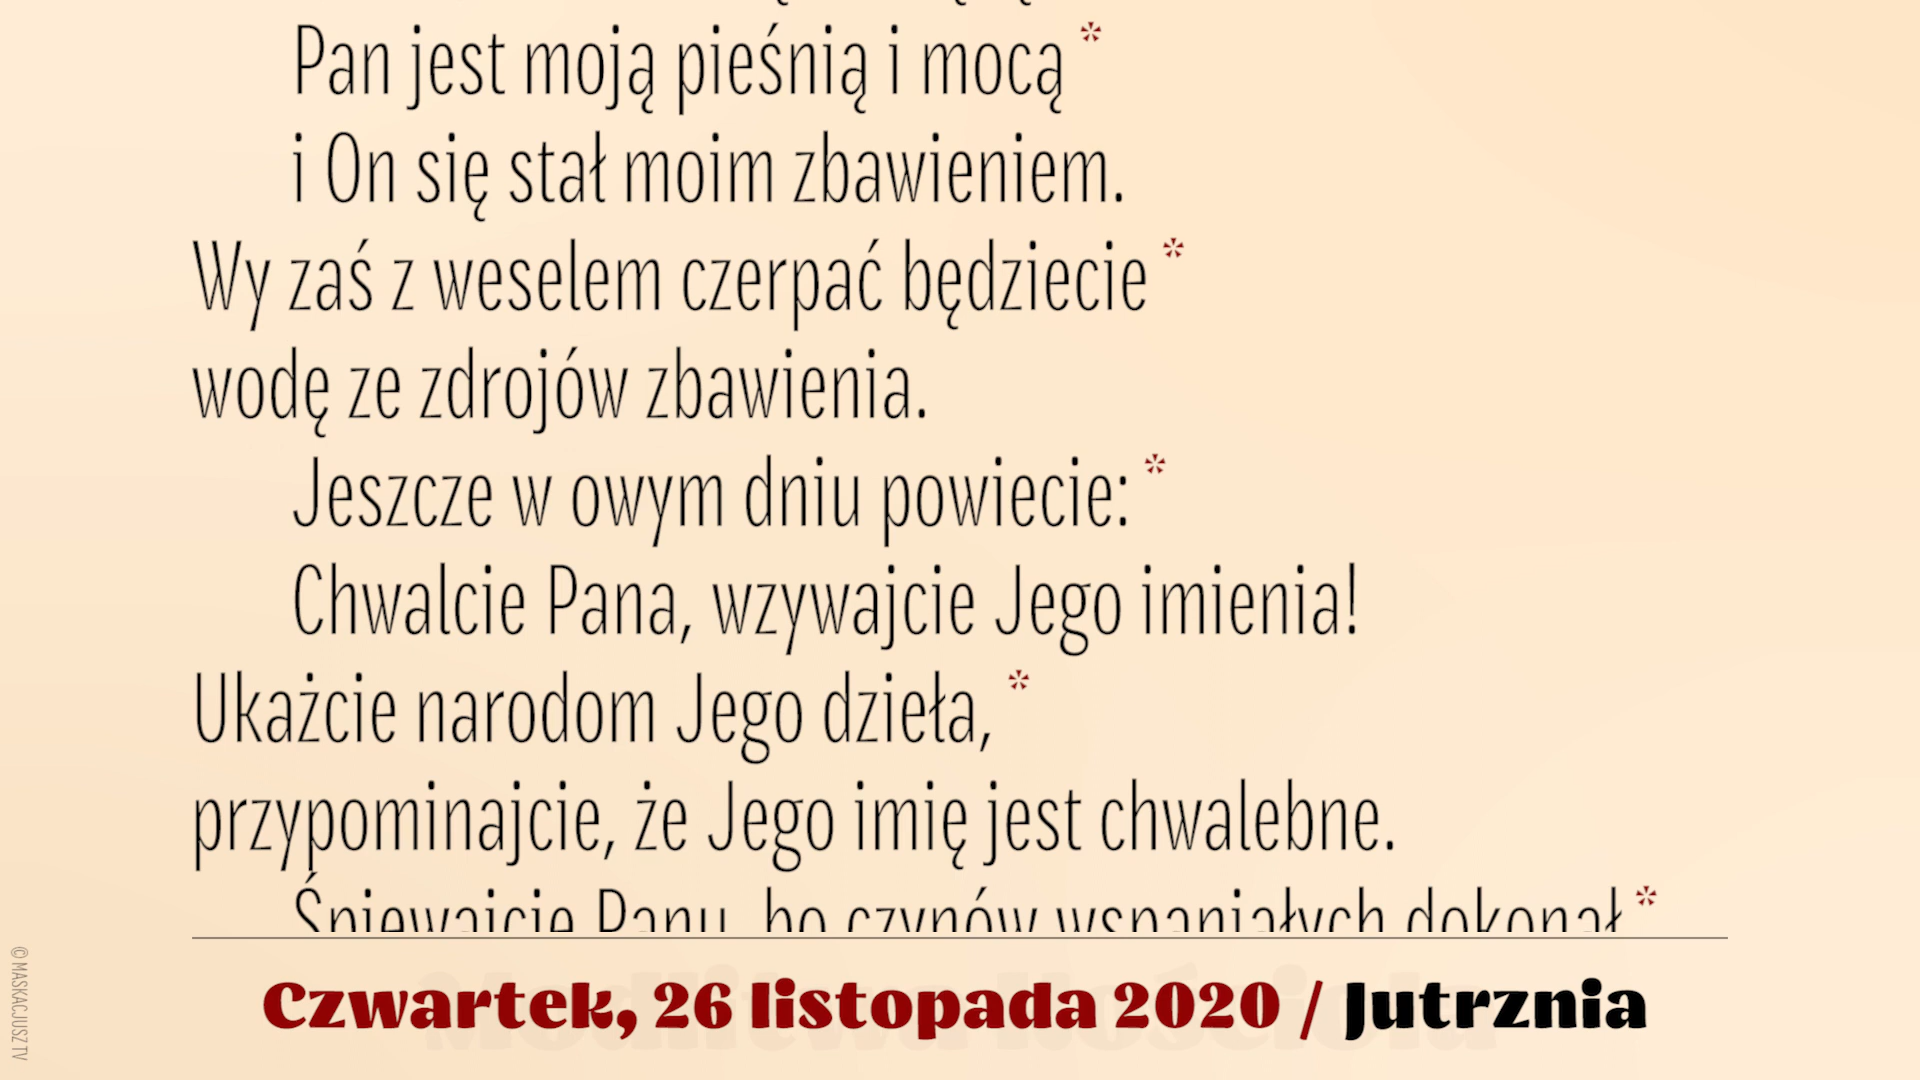 Pan jest moją pieśnią i mocą *
i On się stał moim zbawieniem.
Wy zaś z weselem czerpać będziecie *
wodę ze zdrojów zbawienia.
Jeszcze w owym dniu powiecie: *
Chwalcie Pana, wzywajcie Jego imienia!
Ukażcie narodom Jego dzieła, *
przypominajcie, że Jego imię jest chwalebne.
Śpiewajcie Panu, bo czynów wspaniałych dokonał *
Czwartek, 26 listopada 2020 / Jutrznia
© MASKACJUSZ TV